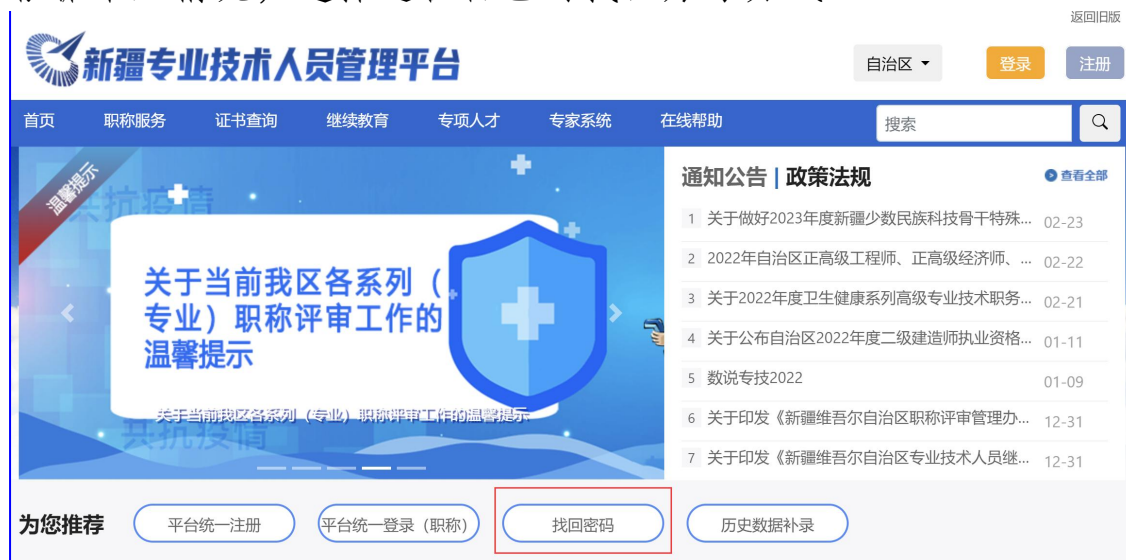 返回旧版
新疆专业技术人员管理平台
自治区
登录
注册
首页 职称服务 证书查询 继续教育 专项人才 专家系统 在线帮助
搜索
温馨提示
共抗疫情
关于当前我区各系列（
专业）职称评审工作的
温馨提示
关于当前我区各系列（专业）职称评审工作的温馨提示
共抗疫情
通知公告 | 政策法规
查看全部
1 关于做好2023年度新疆少数民族科技骨干特殊... 02-23
2 2022年自治区正高级工程师、正高级经济师、... 02-22
3 关于2022年度卫生健康系列高级专业技术职务... 02-21
4 关于公布自治区2022年度二级建造师执业资格... 01-11
5 数说专技2022 01-09
6 关于印发《新疆维吾尔自治区职称评审管理办... 12-31
7 关于印发《新疆维吾尔自治区专业技术人员继... 12-31
为您推荐
平台统一注册
平台统一登录（职称）
找回密码
历史数据补录